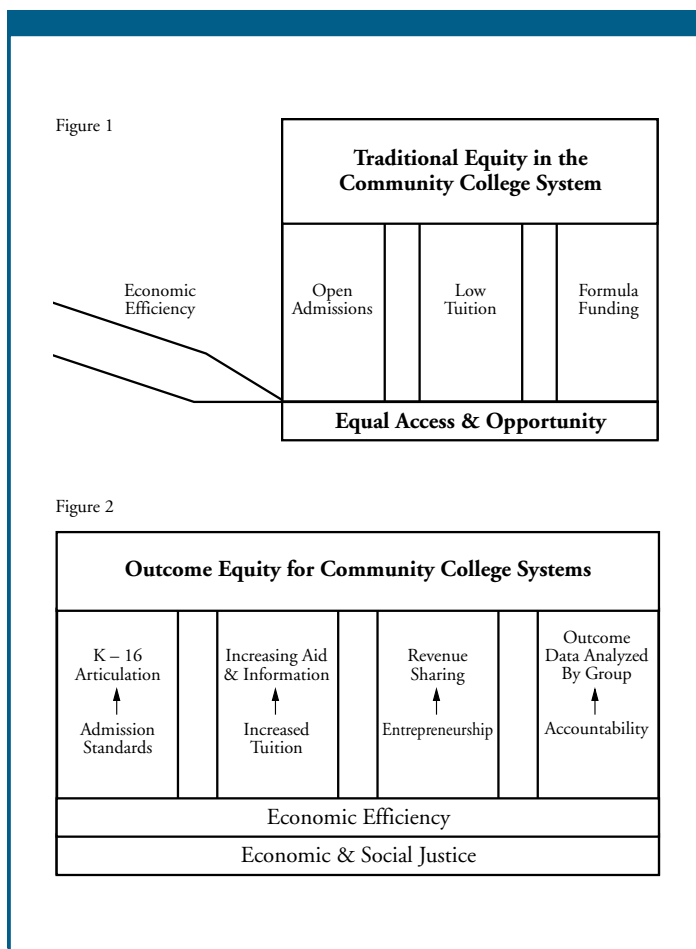 Figure 1
Traditional Equity in the
Community College System
Economic
Efficiency
Open
Admissions
Low
Tuition
Formula
Funding
Equal Access & Opportunity
Figure 2
Outcome Equity for Community College Systems
K – 16
Articulation
Admission
Standards
Increasing Aid
& Information
Increased
Tuition
Revenue
Sharing
Entrepreneurship
Outcome
Data Analyzed
By Group
Accountability
Economic Efficiency
Economic & Social Justice